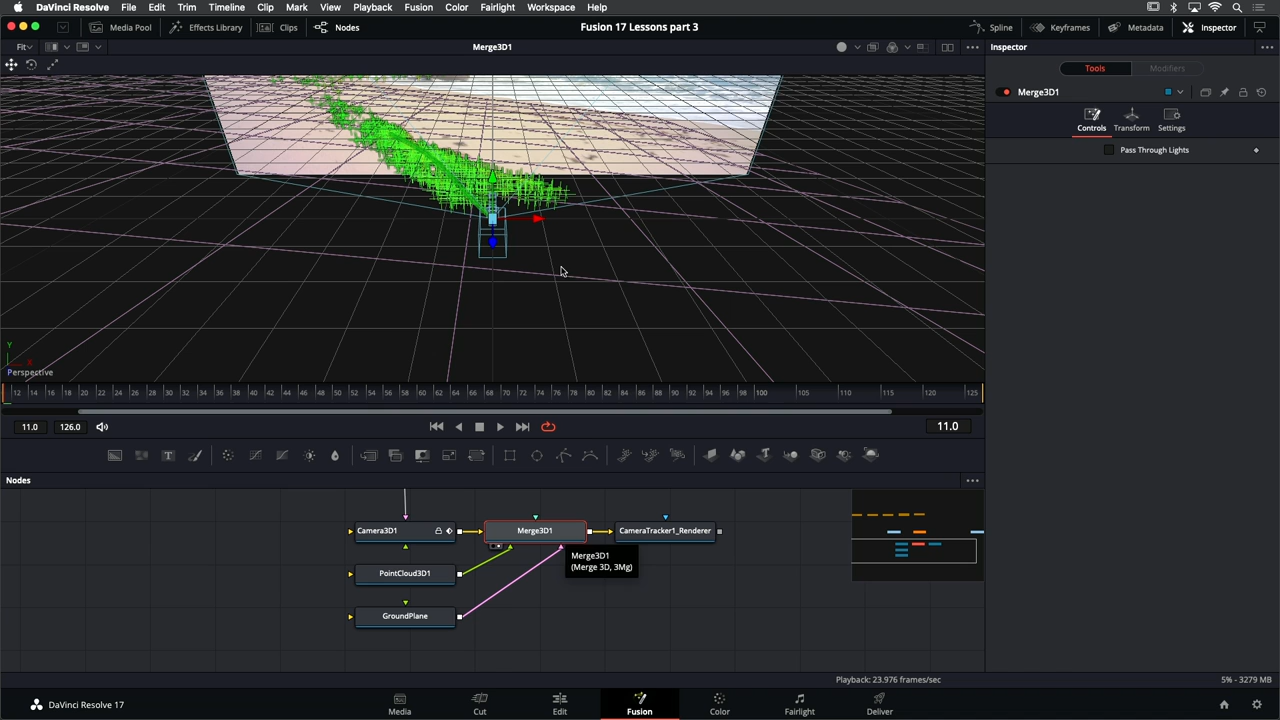 DaVinci Resolve File Edit Trim Timeline Clip Mark View Playback Fusion Color Fairlight Workspace Help
Media Pool Effects Library Clips Nodes Fusion 17 Lessons part 3 Spline Keyframes Metadata Inspector
Fit Merge3D1 Inspector
Tools Modifiers
Merge3D1
Controls Transform Settings
Pass Through Lights
Y
X
Perspective
12 14 16 18 20 22 24 26 28 30 32 34 36 38 40 42 44 46 48 50 52 54 56 58 60 62 64 66 68 70 72 74 76 78 80 82 84 86 88 90 92 94 96 98 100 105 110 115 120 125
11.0 126.0 11.0
Nodes
Camera3D1 Merge3D1 CameraTracker1_Renderer
Merge3D1
(Merge 3D, 3Mg)
PointCloud3D1
GroundPlane
Playback: 23.976 frames/sec 5% - 3279 MB
DaVinci Resolve 17 Media Cut Edit Fusion Color Fairlight Deliver